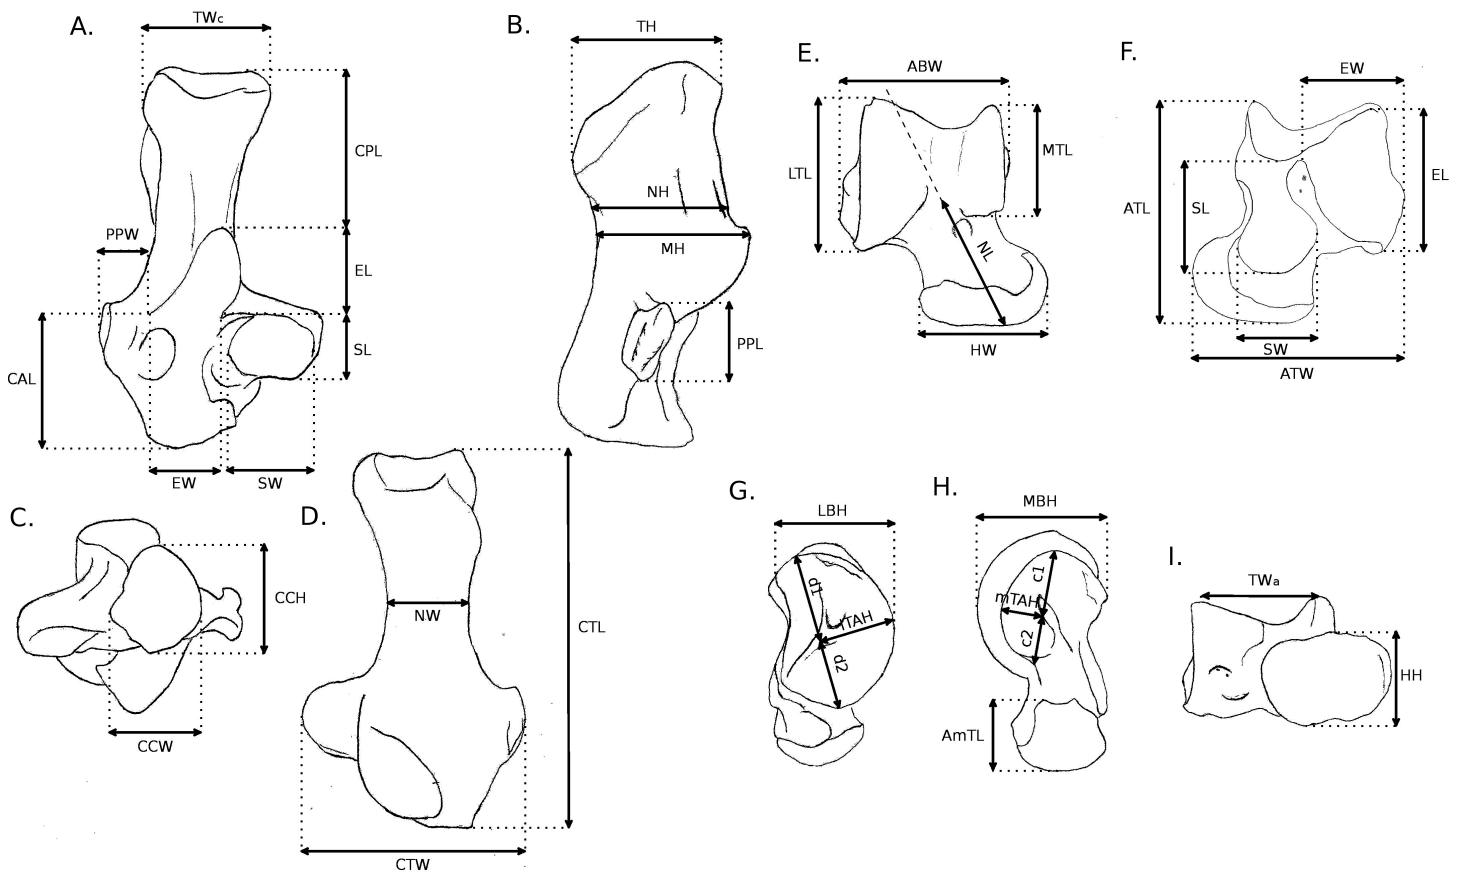 A.
TWc
CPL
PPW
EL
CAL
SL
EW
SW
B.
TH
NH
MH
PPL
C.
CCH
CCW
D.
NW
CTL
CTW
E.
ABW
LTL
MTL
NL
HW
F.
EW
ATL
SL
EL
SW
ATW
G.
LBH
d1
lTAH
d2
H.
MBH
c1
mTAH
c2
AmTL
I.
TWa
HH